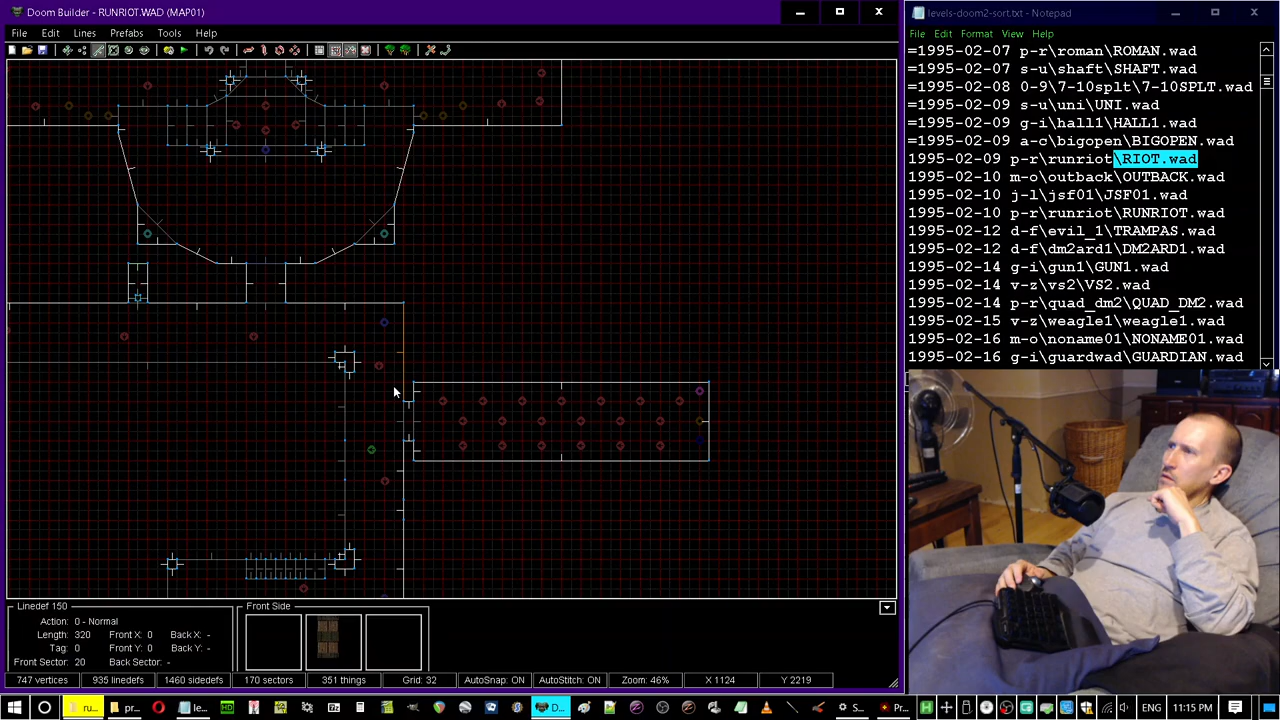 Doom Builder - RUNRIOT.WAD (MAP01)
File Edit Lines Prefabs Tools Help
Linedef 150
Action: 0 - Normal
Length: 320 Front X: 0 Back X: -
Tag: 0 Front Y: 0 Back Y: -
Front Sector: 20 Back Sector: -
Front Side
747 vertices 935 linedefs 1460 sidedefs 170 sectors 351 things Grid: 32 AutoSnap: ON AutoStitch: ON Zoom: 46% X 1124 Y 2219
levels-doom2-sort.txt - Notepad
File Edit Format View Help
=1995-02-07 p-r\roman\ROMAN.wad
=1995-02-07 s-u\shaft\SHAFT.wad
=1995-02-08 0-9\7-10splt\7-10SPLT.wad
=1995-02-09 s-u\uni\UNI.wad
=1995-02-09 g-i\hall1\HALL1.wad
=1995-02-09 a-c\bigopen\BIGOPEN.wad
1995-02-09 p-r\runriot\RIOT.wad
1995-02-10 m-o\outback\OUTBACK.wad
1995-02-10 j-l\jsf01\JSF01.wad
1995-02-10 p-r\runriot\RUNRIOT.wad
1995-02-12 d-f\evil_1\TRAMPAS.wad
1995-02-12 d-f\dm2ard1\DM2ARD1.wad
1995-02-14 g-i\gun1\GUN1.wad
1995-02-14 v-z\vs2\VS2.wad
1995-02-14 p-r\quad_dm2\QUAD_DM2.wad
1995-02-15 v-z\weagle1\weagle1.wad
1995-02-16 m-o\noname01\NONAME01.wad
1995-02-16 g-i\guardwad\GUARDIAN.wad
ru... pr... le... D... S... Pr... ENG 11:15 PM